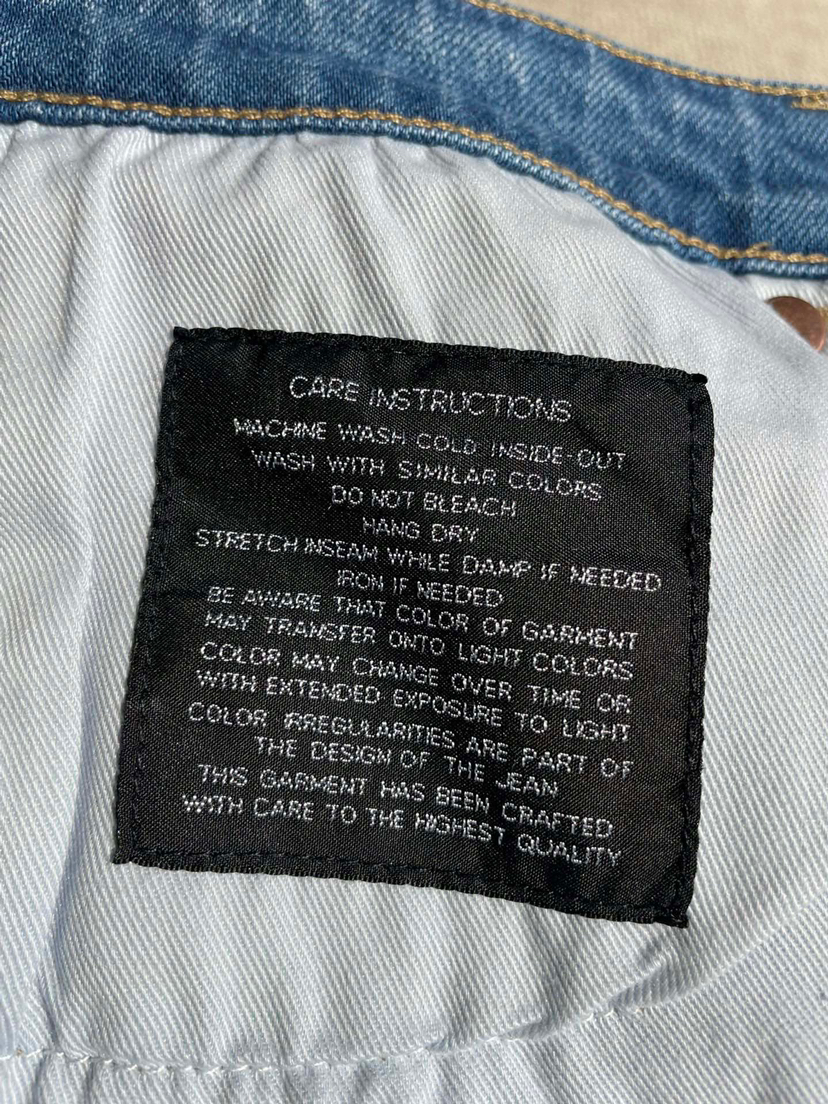 CARE INSTRUCTIONS
MACHINE WASH COLD INSIDE-OUT
WASH WITH SIMILAR COLORS
DO NOT BLEACH
HANG DRY
STRETCH INSEAM WHILE DAMP IF NEEDED
IRON IF NEEDED
BE AWARE THAT COLOR OF GARMENT
MAY TRANSFER ONTO LIGHT COLORS
COLOR MAY CHANGE OVER TIME OR
WITH EXTENDED EXPOSURE TO LIGHT
COLOR IRREGULARITIES ARE PART OF
THE DESIGN OF THE JEAN
THIS GARMENT HAS BEEN CRAFTED
WITH CARE TO THE HIGHEST QUALITY